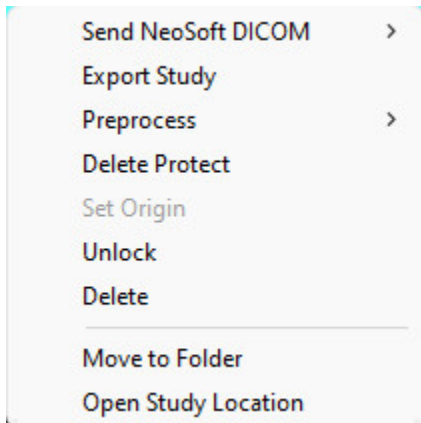 Send NeoSoft DICOM
Export Study
Preprocess
Delete Protect
Set Origin
Unlock
Delete
Move to Folder
Open Study Location